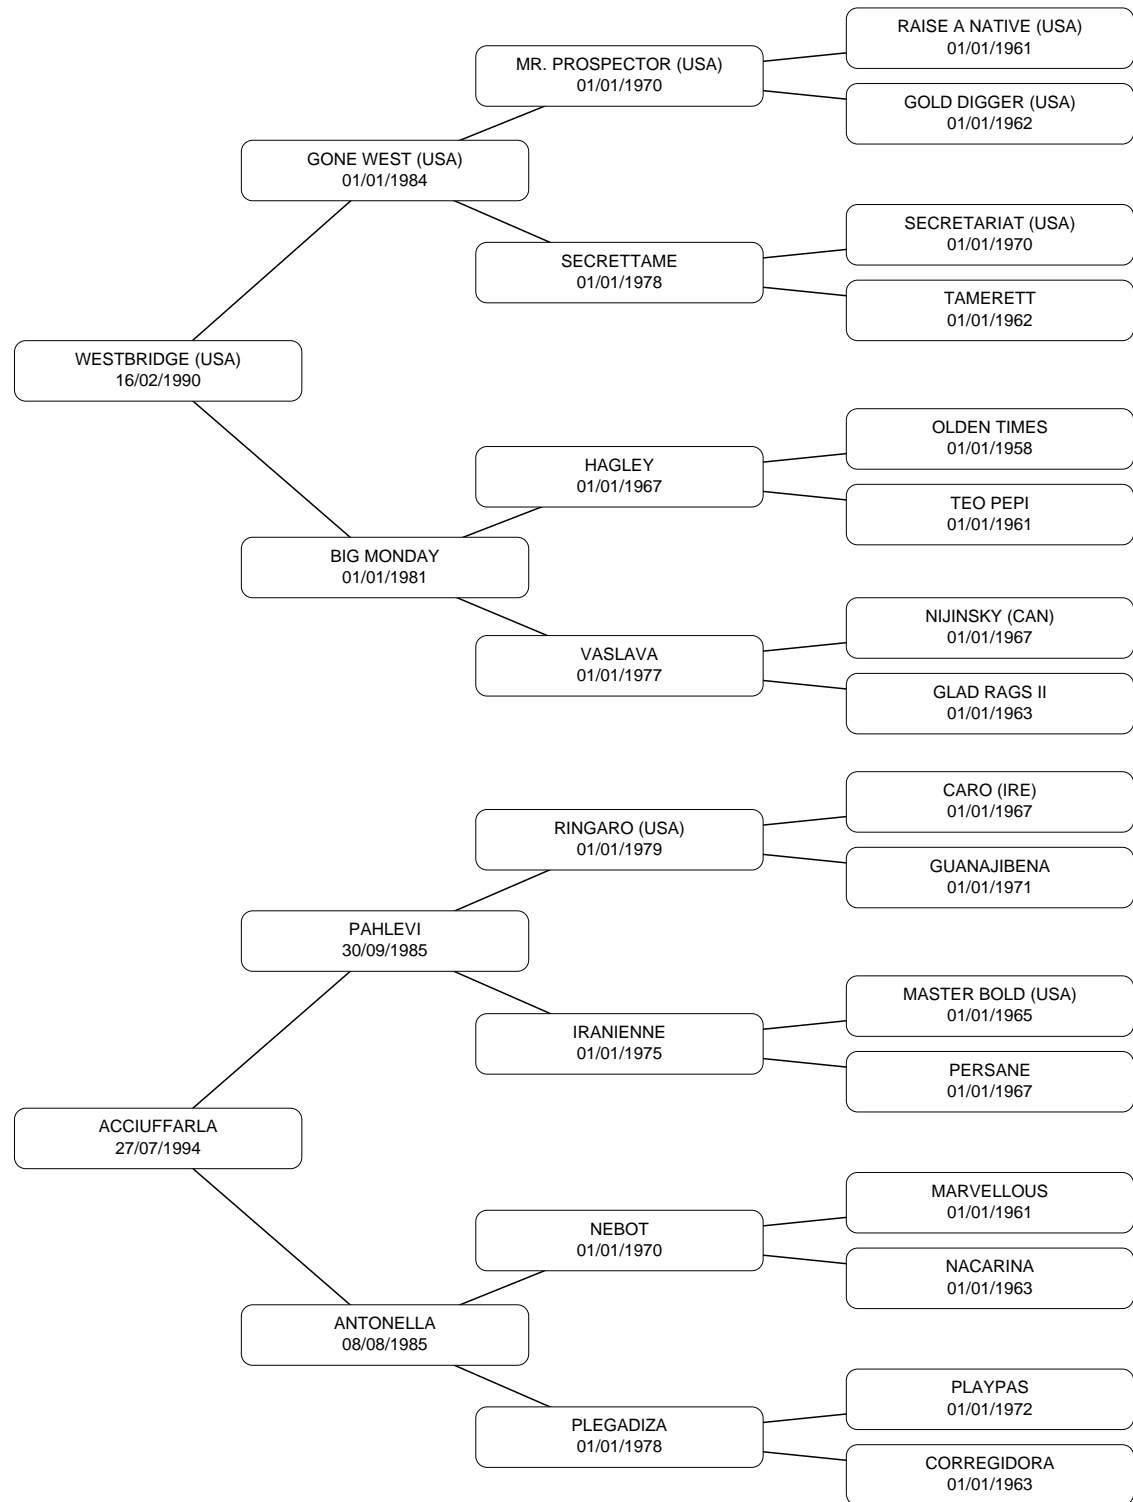 RAISE A NATIVE (USA)
01/01/1961
MR. PROSPECTOR (USA)
01/01/1970
GOLD DIGGER (USA)
01/01/1962
GONE WEST (USA)
01/01/1984
SECRETARIAT (USA)
01/01/1970
SECRETTAME
01/01/1978
TAMERETT
01/01/1962
WESTBRIDGE (USA)
16/02/1990
OLDEN TIMES
01/01/1958
HAGLEY
01/01/1967
TEO PEPI
01/01/1961
BIG MONDAY
01/01/1981
NIJINSKY (CAN)
01/01/1967
VASLAVA
01/01/1977
GLAD RAGS II
01/01/1963
CARO (IRE)
01/01/1967
RINGARO (USA)
01/01/1979
GUANAJIBENA
01/01/1971
PAHLEVI
30/09/1985
MASTER BOLD (USA)
01/01/1965
IRANIENNE
01/01/1975
PERSANE
01/01/1967
ACCIUFFARLA
27/07/1994
MARVELLOUS
01/01/1961
NEBOT
01/01/1970
NACARINA
01/01/1963
ANTONELLA
08/08/1985
PLAYPAS
01/01/1972
PLEGADIZA
01/01/1978
CORREGIDORA
01/01/1963